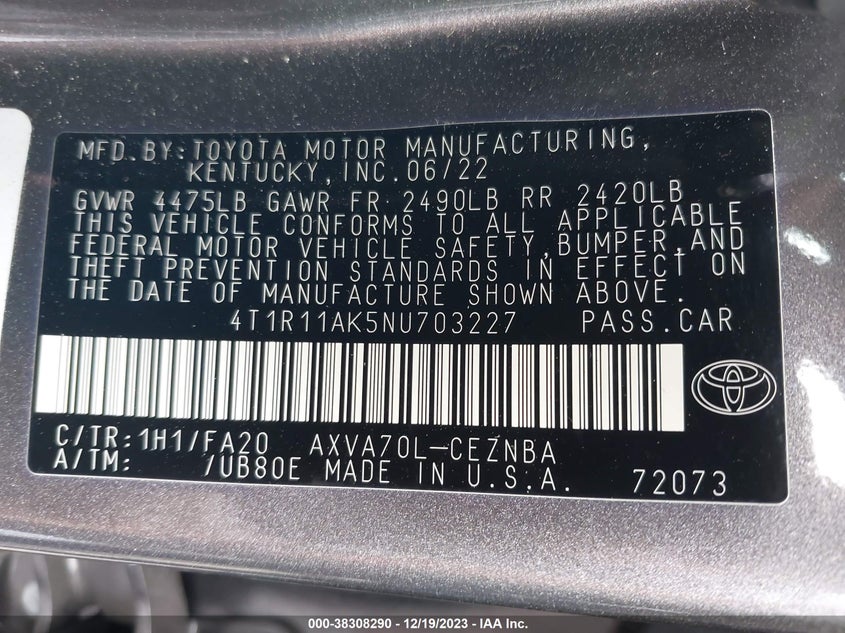 MFD.BY:TOYOTA MOTOR MANUFACTURING,
KENTUCKY,INC.06/22
GVWR 4475LB GAWR FR 2490LB RR 2420LB
THIS VEHICLE CONFORMS TO ALL APPLICABLE
FEDERAL MOTOR VEHICLE SAFETY,BUMPER,AND
THEFT PREVENTION STANDARDS IN EFFECT ON
THE DATE OF MANUFACTURE SHOWN ABOVE.
4T1R11AK5NU703227 PASS.CAR
C/TR:1H1/FA20 AXVA70L-CEZNBA
A/TM: /UB80E MADE IN U.S.A. 72073
000-38308290 - 12/19/2023 - IAA Inc.